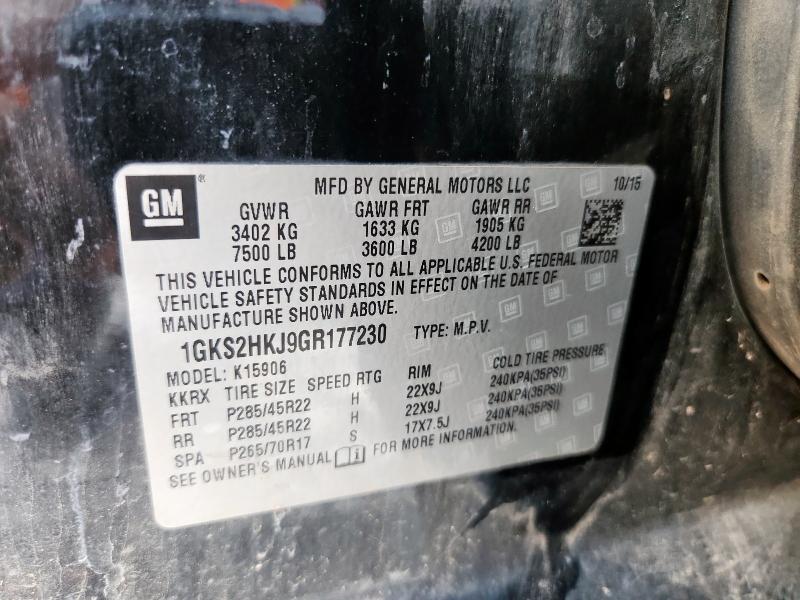 GM
MFD BY GENERAL MOTORS LLC 10/15
GVWR GAWR FRT GAWR RR
3402 KG 1633 KG 1905 KG
7500 LB 3600 LB 4200 LB
THIS VEHICLE CONFORMS TO ALL APPLICABLE U.S. FEDERAL MOTOR
VEHICLE SAFETY STANDARDS IN EFFECT ON THE DATE OF
MANUFACTURE SHOWN ABOVE.
1GKS2HKJ9GR177230 TYPE: M.P.V.
MODEL: K15906
KKRX TIRE SIZE SPEED RTG RIM COLD TIRE PRESSURE
FRT P285/45R22 H 22X9J 240KPA(35PSI)
RR P285/45R22 H 22X9J 240KPA(35PSI)
SPA P265/70R17 S 17X7.5J 240KPA(35PSI)
SEE OWNER'S MANUAL FOR MORE INFORMATION.